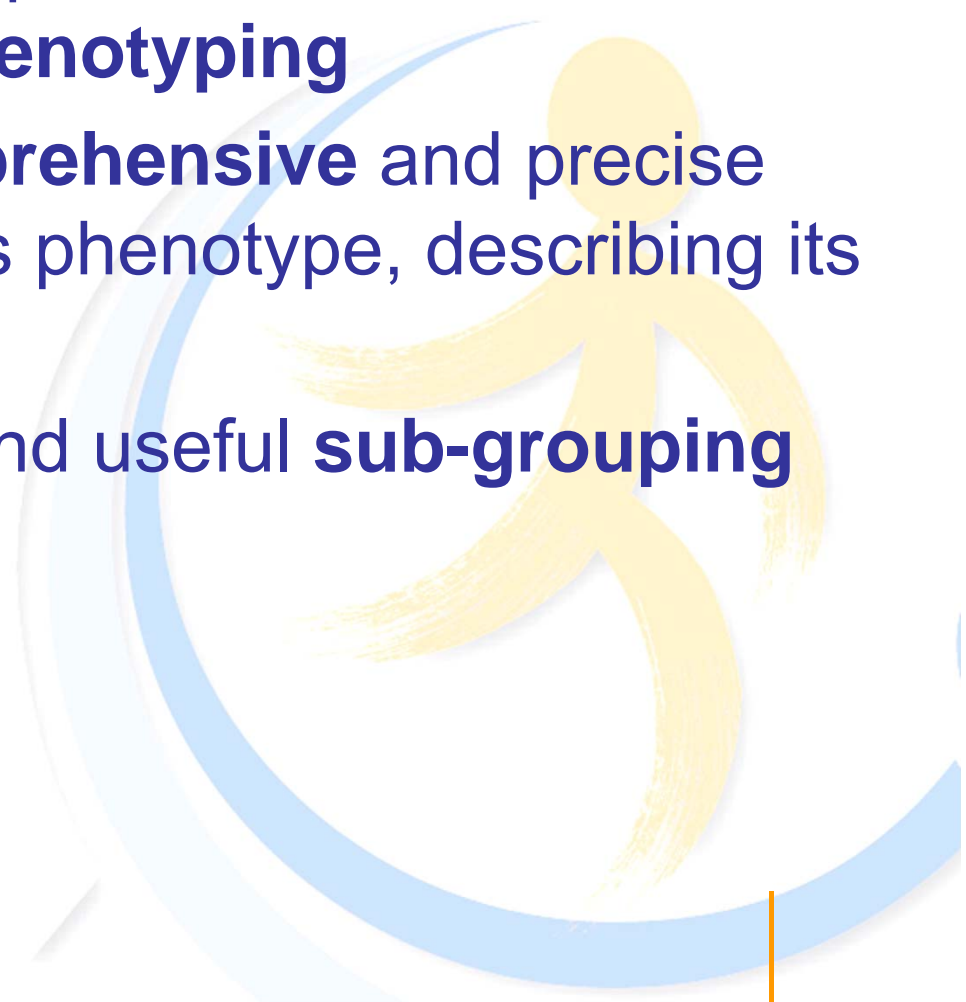 enotyping
prehensive and precise
s phenotype, describing its
nd useful sub-grouping